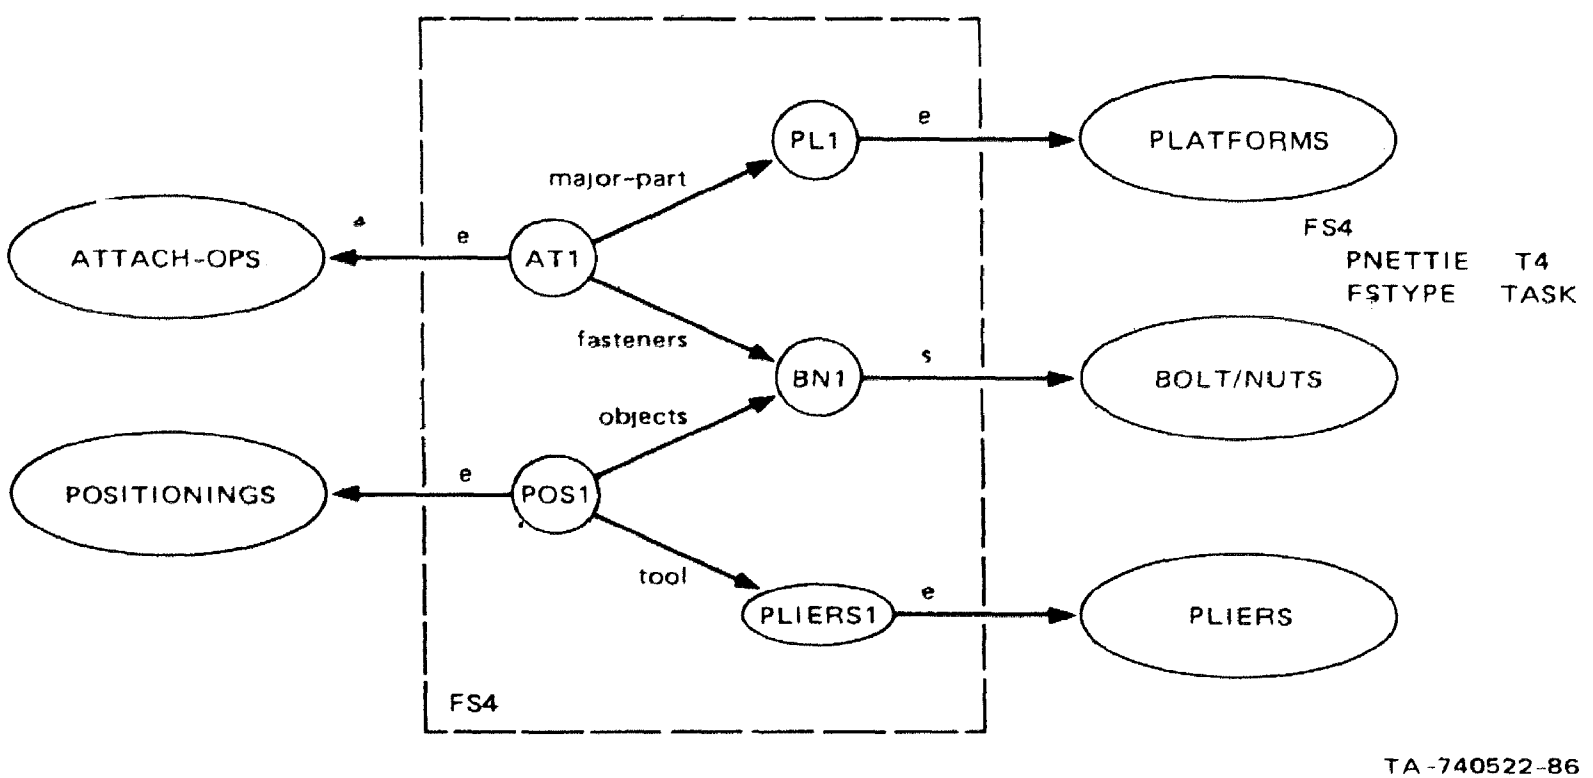 PL1
e
PLATFORMS
major-part
FS4
ATTACH-OPS
e
AT1
PNETTIE T4
FSTYPE TASK
fasteners
BN1
s
BOLT/NUTS
objects
POSITIONINGS
e
POS1
tool
PLIERS1
e
PLIERS
FS4
TA-740522-86